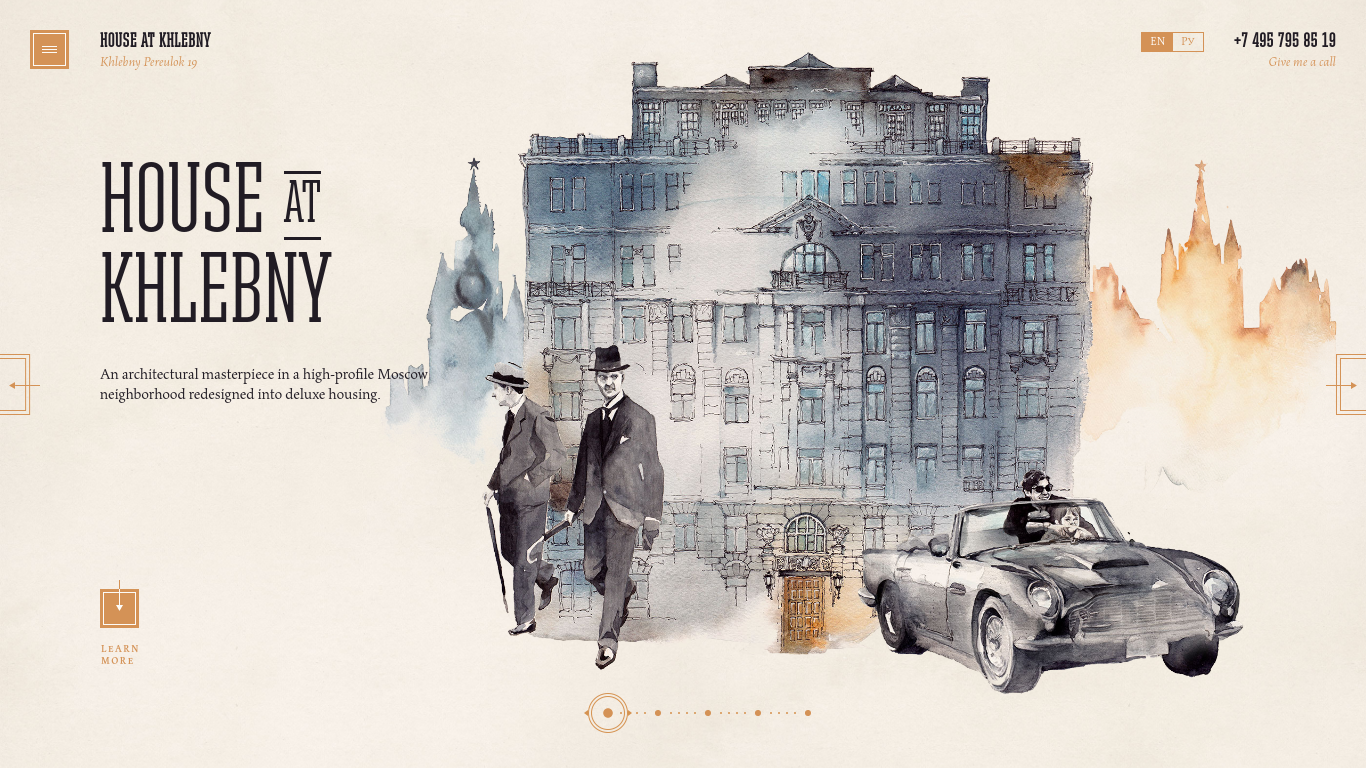 HOUSE AT KHLEBNY
Khlebny Pereulok 19
EN РУ
+7 495 795 85 19
Give me a call
HOUSE AT
KHLEBNY
An architectural masterpiece in a high-profile Moscow
neighborhood redesigned into deluxe housing.
LEARN
MORE